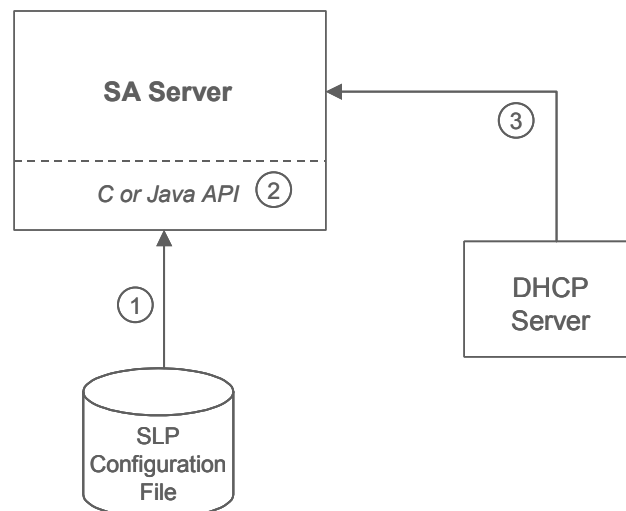 SA Server
3
C or Java API 2
DHCP
Server
1
SLP
Configuration
File